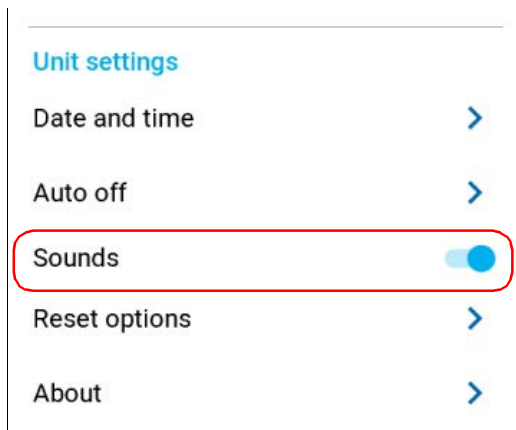 Unit settings
Date and time
Auto off
Sounds
Reset options
About